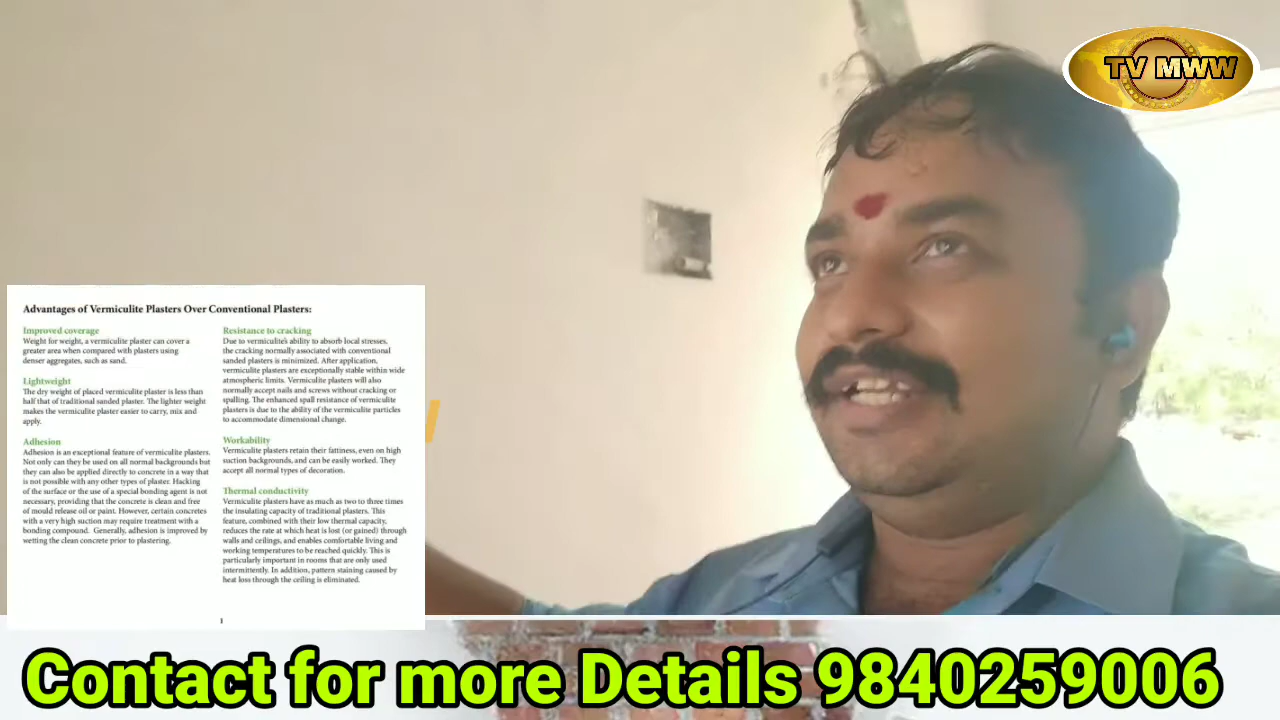 TV MWW
Advantages of Vermiculite Plasters Over Conventional Plasters:
Improved coverage
Weight for weight, a vermiculite plaster can cover a
greater area when compared with plasters using
denser aggregates, such as sand.
Lightweight
The dry weight of placed vermiculite plaster is less than
half that of traditional sanded plaster. The lighter weight
makes the vermiculite plaster easier to carry, mix and
apply.
Adhesion
Adhesion is an exceptional feature of vermiculite plasters.
Not only can they be used on all normal backgrounds but
they can also be applied directly to concrete in a way that
is not possible with any other types of plaster. Hacking
of the surface or the use of a special bonding agent is not
necessary, providing that the concrete is clean and free
of mould release oil or paint. However, certain concretes
with a very high suction may require treatment with a
bonding compound. Generally, adhesion is improved by
wetting the clean concrete prior to plastering.
Resistance to cracking
Due to vermiculite's ability to absorb local stresses,
the cracking normally associated with conventional
sanded plasters is minimized. After application,
vermiculite plasters are exceptionally stable within wide
atmospheric limits. Vermiculite plasters will also
normally accept nails and screws without cracking or
spall. The enhanced spall resistance of vermiculite
plasters is due to the ability of the vermiculite particles
to accommodate dimensional change.
Workability
Vermiculite plasters retain their fattiness, even on high
suction backgrounds, and can be easily worked. They
accept all normal types of decoration.
Thermal conductivity
Vermiculite plasters have as much as two to three times
the insulating capacity of traditional plasters. This
feature, combined with their low thermal capacity,
reduces the rate at which heat is lost (or gained) through
walls and ceilings, and enables comfortable living and
working temperatures to be reached quickly. This is
particularly important in rooms that are only used
intermittently. In addition, pattern staining caused by
heat loss through the ceiling is eliminated.
1
Contact for more Details 9840259006